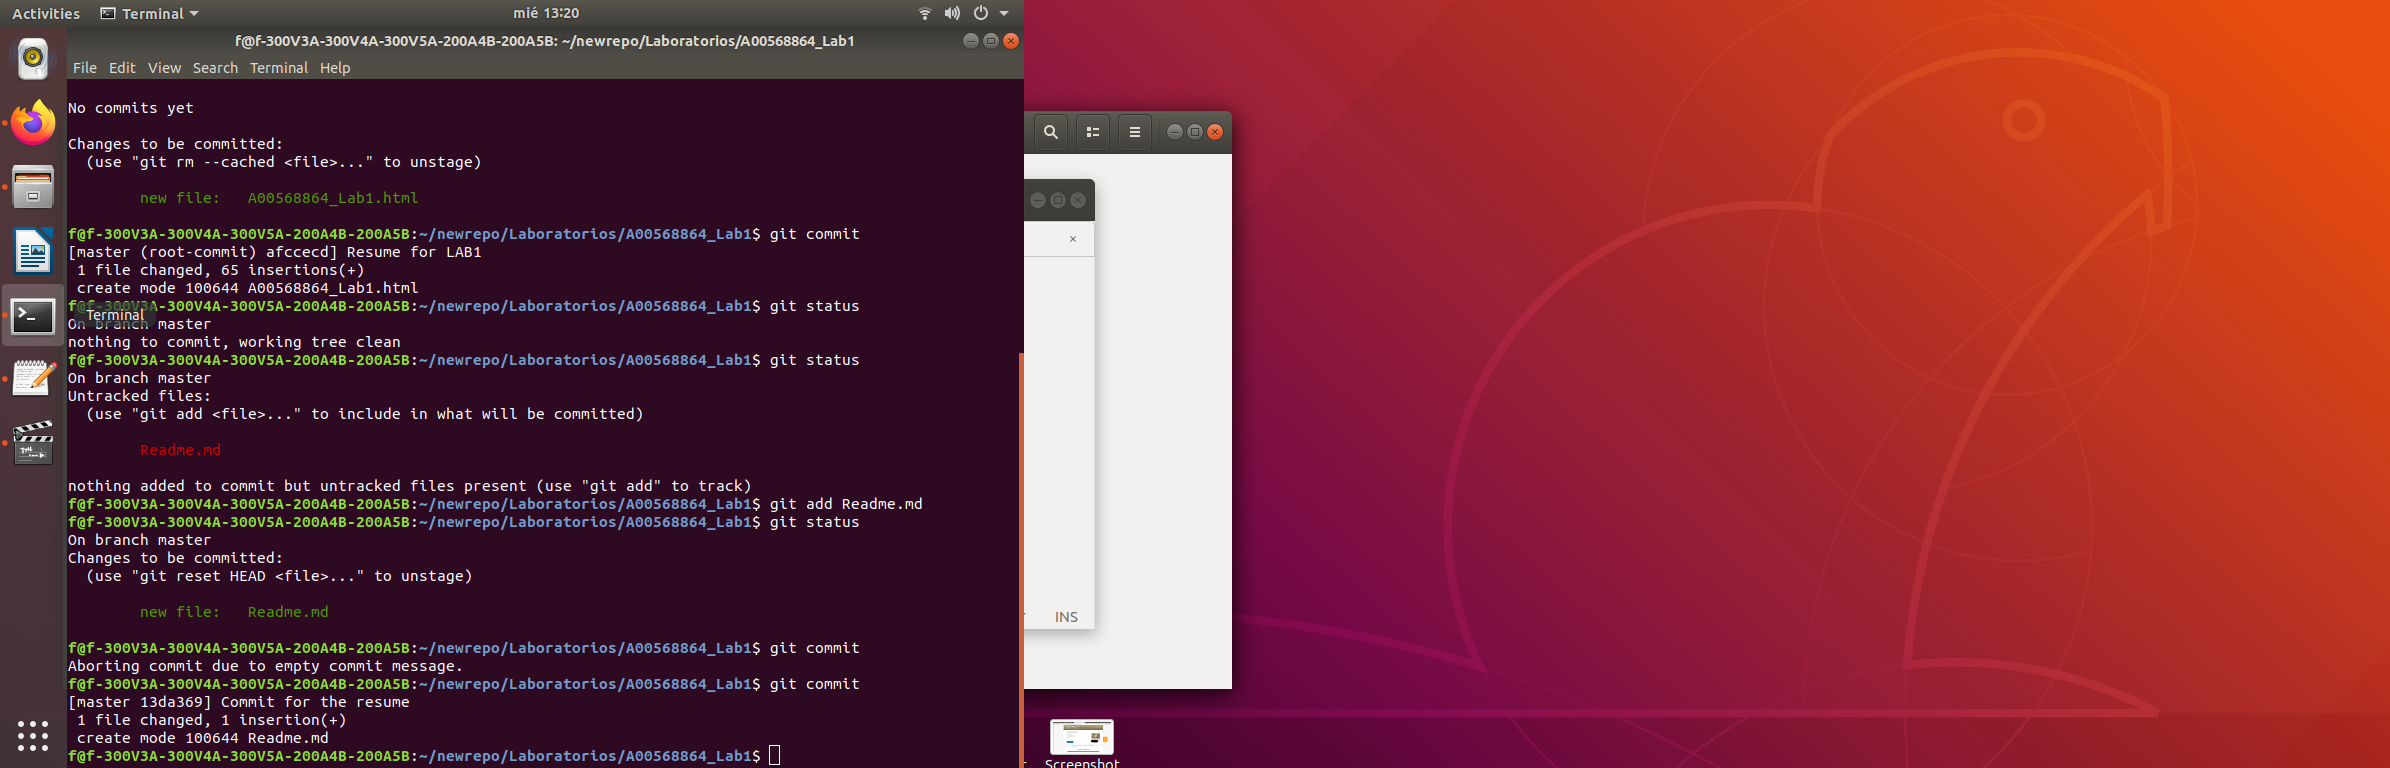 Activities Terminal mié 13:20
f@f-300V3A-300V4A-300V5A-200A4B-200A5B: ~/newrepo/Laboratorios/A00568864_Lab1
File Edit View Search Terminal Help
No commits yet
Changes to be committed:
(use "git rm --cached <file>..." to unstage)
new file: A00568864_Lab1.html
f@f-300V3A-300V4A-300V5A-200A4B-200A5B:~/newrepo/Laboratorios/A00568864_Lab1$ git commit
[master (root-commit) afccecd] Resume for LAB1
1 file changed, 65 insertions(+)
create mode 100644 A00568864_Lab1.html
f@f-300V3A-300V4A-300V5A-200A4B-200A5B:~/newrepo/Laboratorios/A00568864_Lab1$ git status
Terminal
On branch master
nothing to commit, working tree clean
f@f-300V3A-300V4A-300V5A-200A4B-200A5B:~/newrepo/Laboratorios/A00568864_Lab1$ git status
On branch master
Untracked files:
(use "git add <file>..." to include in what will be committed)
Readme.md
nothing added to commit but untracked files present (use "git add" to track)
f@f-300V3A-300V4A-300V5A-200A4B-200A5B:~/newrepo/Laboratorios/A00568864_Lab1$ git add Readme.md
f@f-300V3A-300V4A-300V5A-200A4B-200A5B:~/newrepo/Laboratorios/A00568864_Lab1$ git status
On branch master
Changes to be committed:
(use "git reset HEAD <file>..." to unstage)
new file: Readme.md
INS
f@f-300V3A-300V4A-300V5A-200A4B-200A5B:~/newrepo/Laboratorios/A00568864_Lab1$ git commit
Aborting commit due to empty commit message.
f@f-300V3A-300V4A-300V5A-200A4B-200A5B:~/newrepo/Laboratorios/A00568864_Lab1$ git commit
[master 13da369] Commit for the resume
1 file changed, 1 insertion(+)
create mode 100644 Readme.md
f@f-300V3A-300V4A-300V5A-200A4B-200A5B:~/newrepo/Laboratorios/A00568864_Lab1$
Screenshot